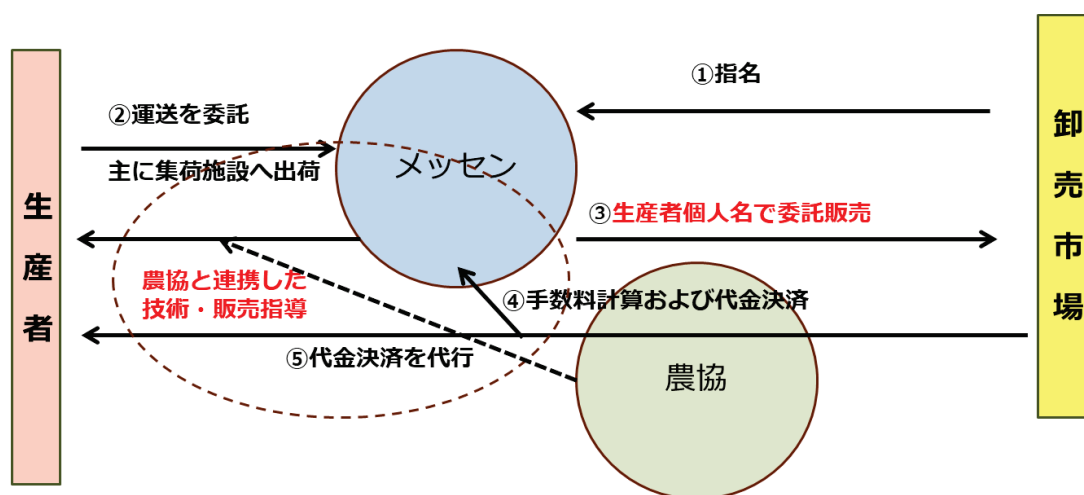 生産者
②運送を委託
主に集荷施設へ出荷
メッセン
①指名
③生産者個人名で委託販売
農協と連携した
技術・販売指導
④手数料計算および代金決済
⑤代金決済を代行
農協
卸売市場